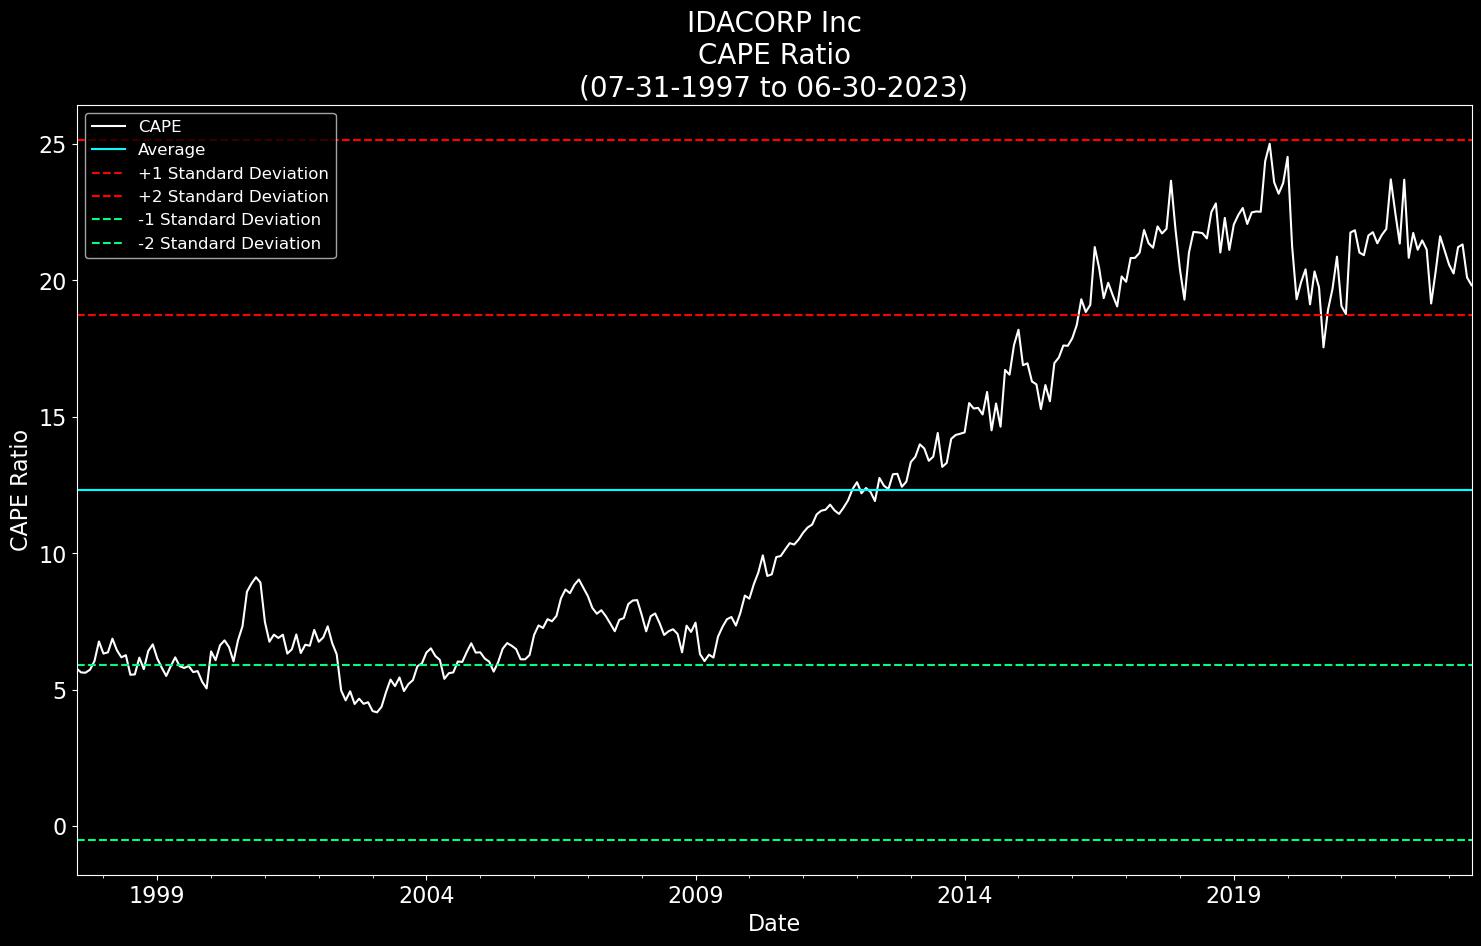 IDACORP Inc
CAPE Ratio
(07-31-1997 to 06-30-2023)
CAPE
Average
+1 Standard Deviation
+2 Standard Deviation
-1 Standard Deviation
-2 Standard Deviation
25
20
15
10
5
0
CAPE Ratio
1999
2004
2009
2014
2019
Date